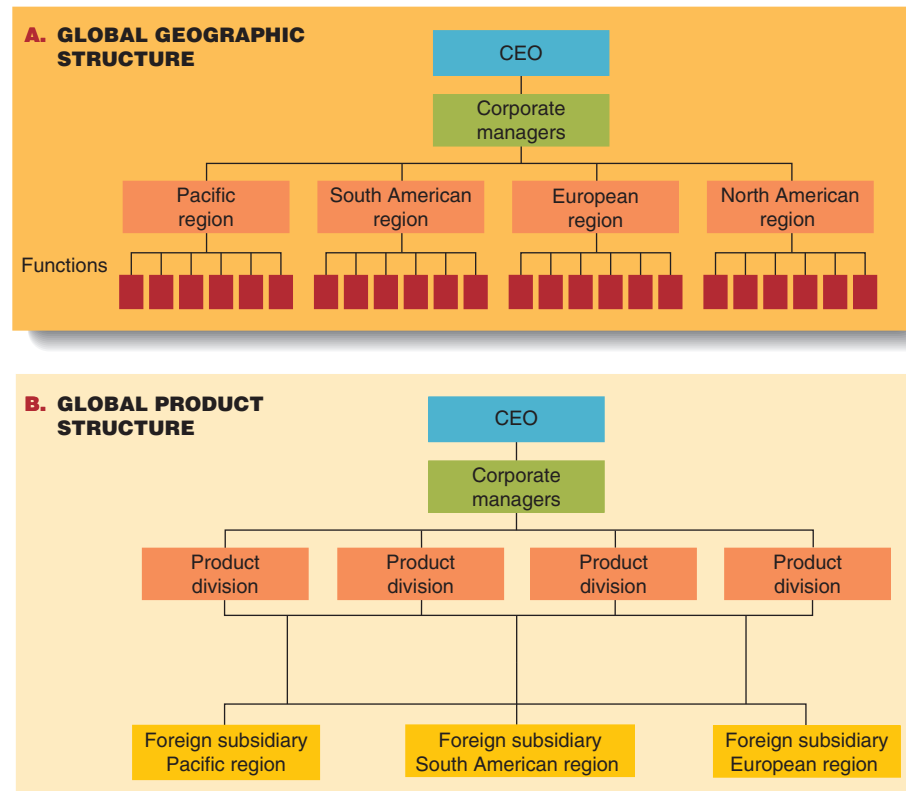 A. GLOBAL GEOGRAPHIC
STRUCTURE
CEO
Corporate
managers
Pacific
region
South American
region
European
region
North American
region
Functions
B. GLOBAL PRODUCT
STRUCTURE
CEO
Corporate
managers
Product
division
Product
division
Product
division
Product
division
Foreign subsidiary
Pacific region
Foreign subsidiary
South American region
Foreign subsidiary
European region